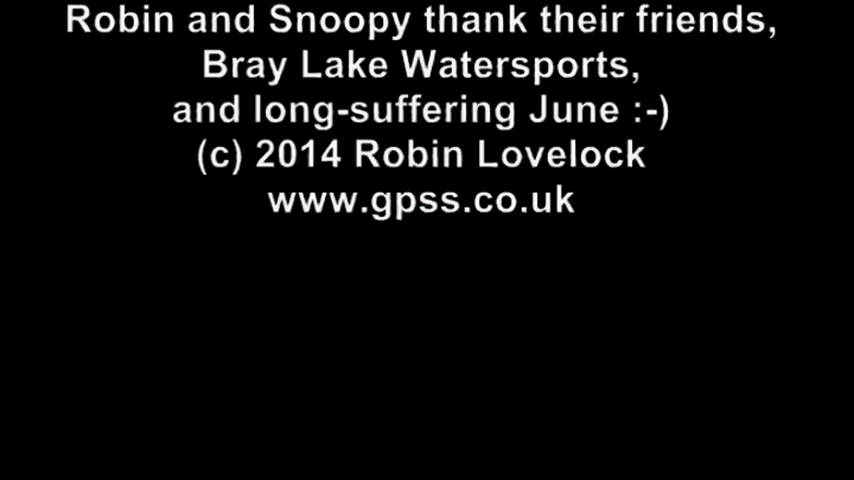 Robin and Snoopy thank their friends,
Bray Lake Watersports,
and long-suffering June :-)
(c) 2014 Robin Lovelock
www.gpss.co.uk